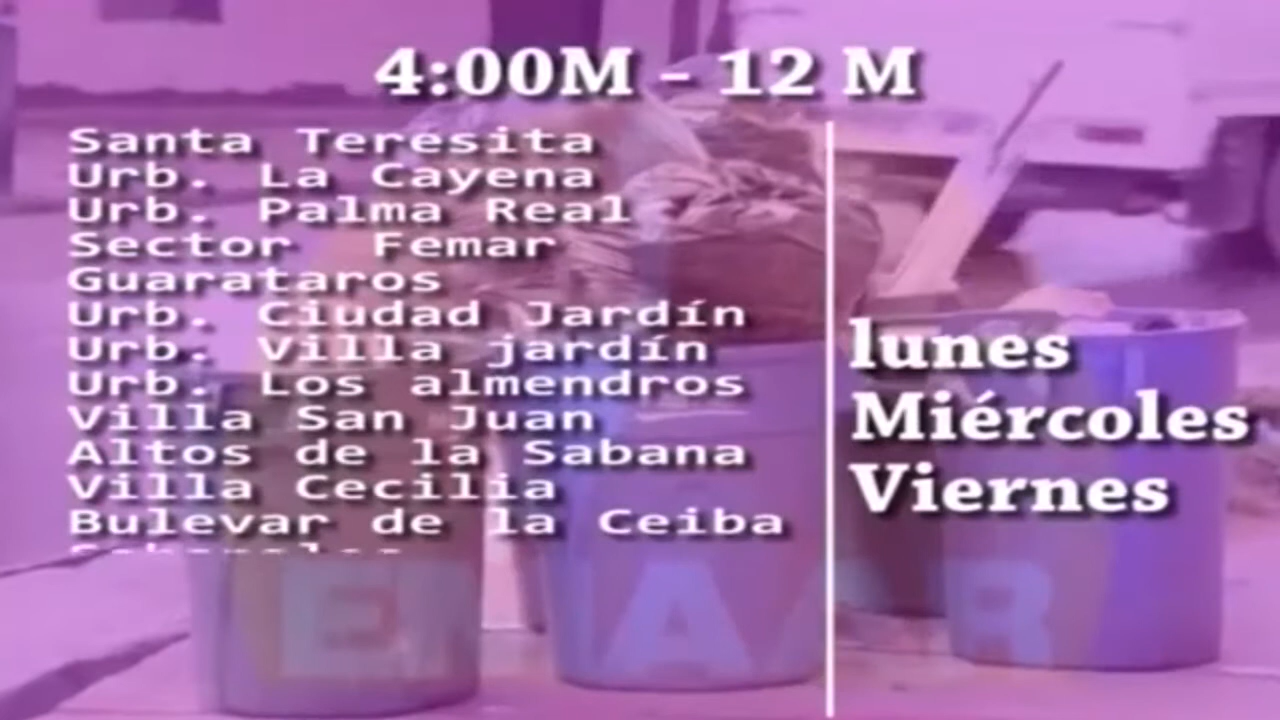 4:00M - 12 M
Santa Teresita
Urb. La Cayena
Urb. Palma Real
Sector Femar
Guarataros
Urb. Ciudad Jardín
Urb. Villa jardín
Urb. Los almendros
Villa San Juan
Altos de la Sabana
Villa Cecilia
Bulevar de la Ceiba
lunes
Miércoles
Viernes